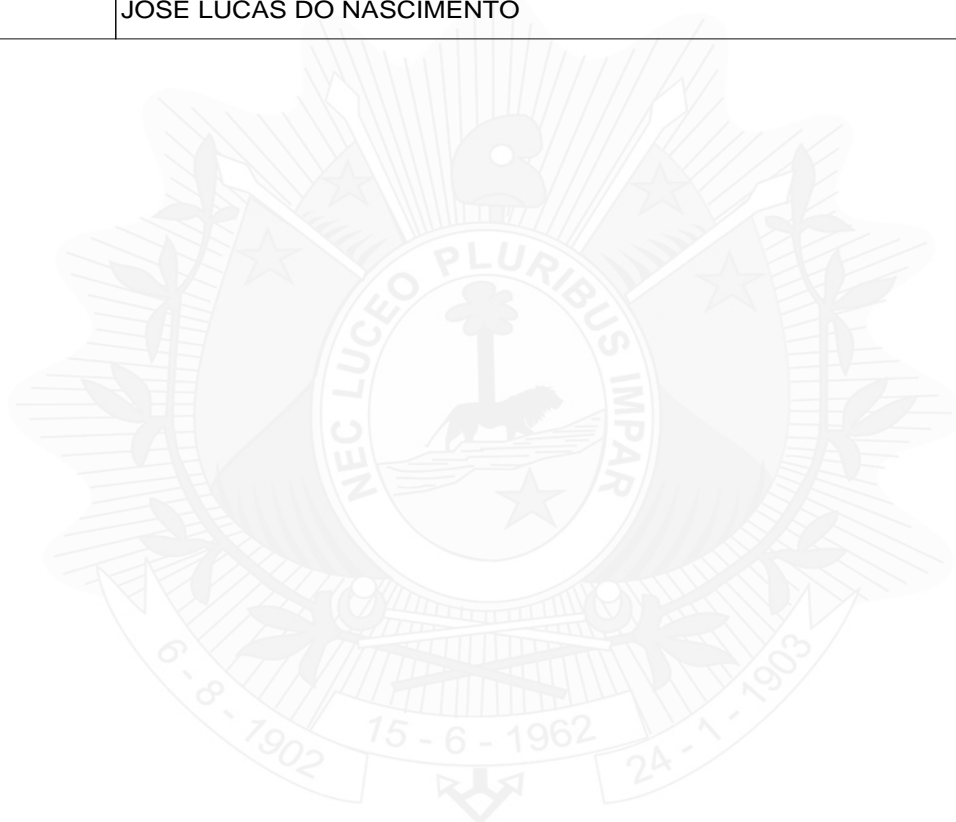 JOSÉ LUCAS DO NASCIMENTO
NEC LUCEO PLURIBUS IMPAR
6 - 8 - 1902
15 - 6 - 1962
24 - 1 - 1903